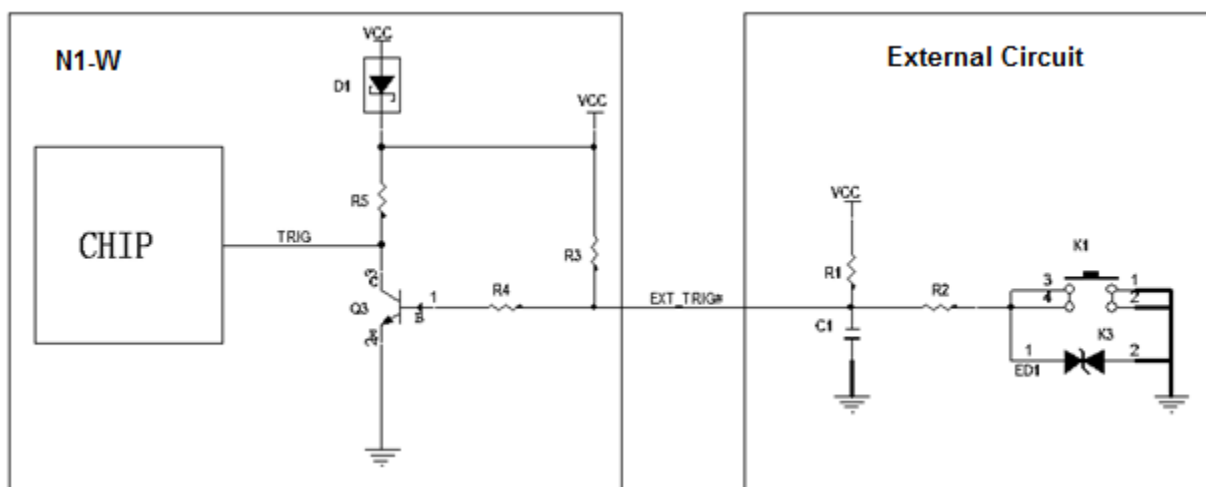 N1-W
External Circuit
VCC
D1
VCC
R5
CHIP
TRIG
R3
VCC
R1
K1
3
1
4
2
Q3
1
R4
EXT_TRIG#
R2
C1
K3
1
2
ED1